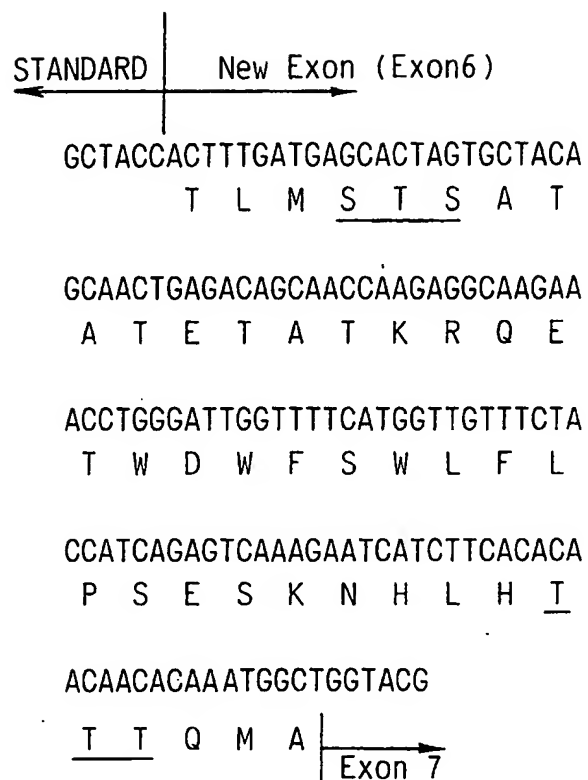 STANDARD New Exon (Exon6)
GCTACCACTTTGATGAGCACTAGTGCTACA
T L M S T S A T
GCAACTGAGACAGCAACCAAGAGGCAAGAA
A T E T A T K R Q E
ACCTGGGATTGGTTTTCATGGTTGTTTCTA
T W D W F S W L F L
CCATCAGAGTCAAAGAATCATCTTCACACA
P S E S K N H L H T
ACAACACAAATGGCTGGTACG
T T Q M A
Exon 7